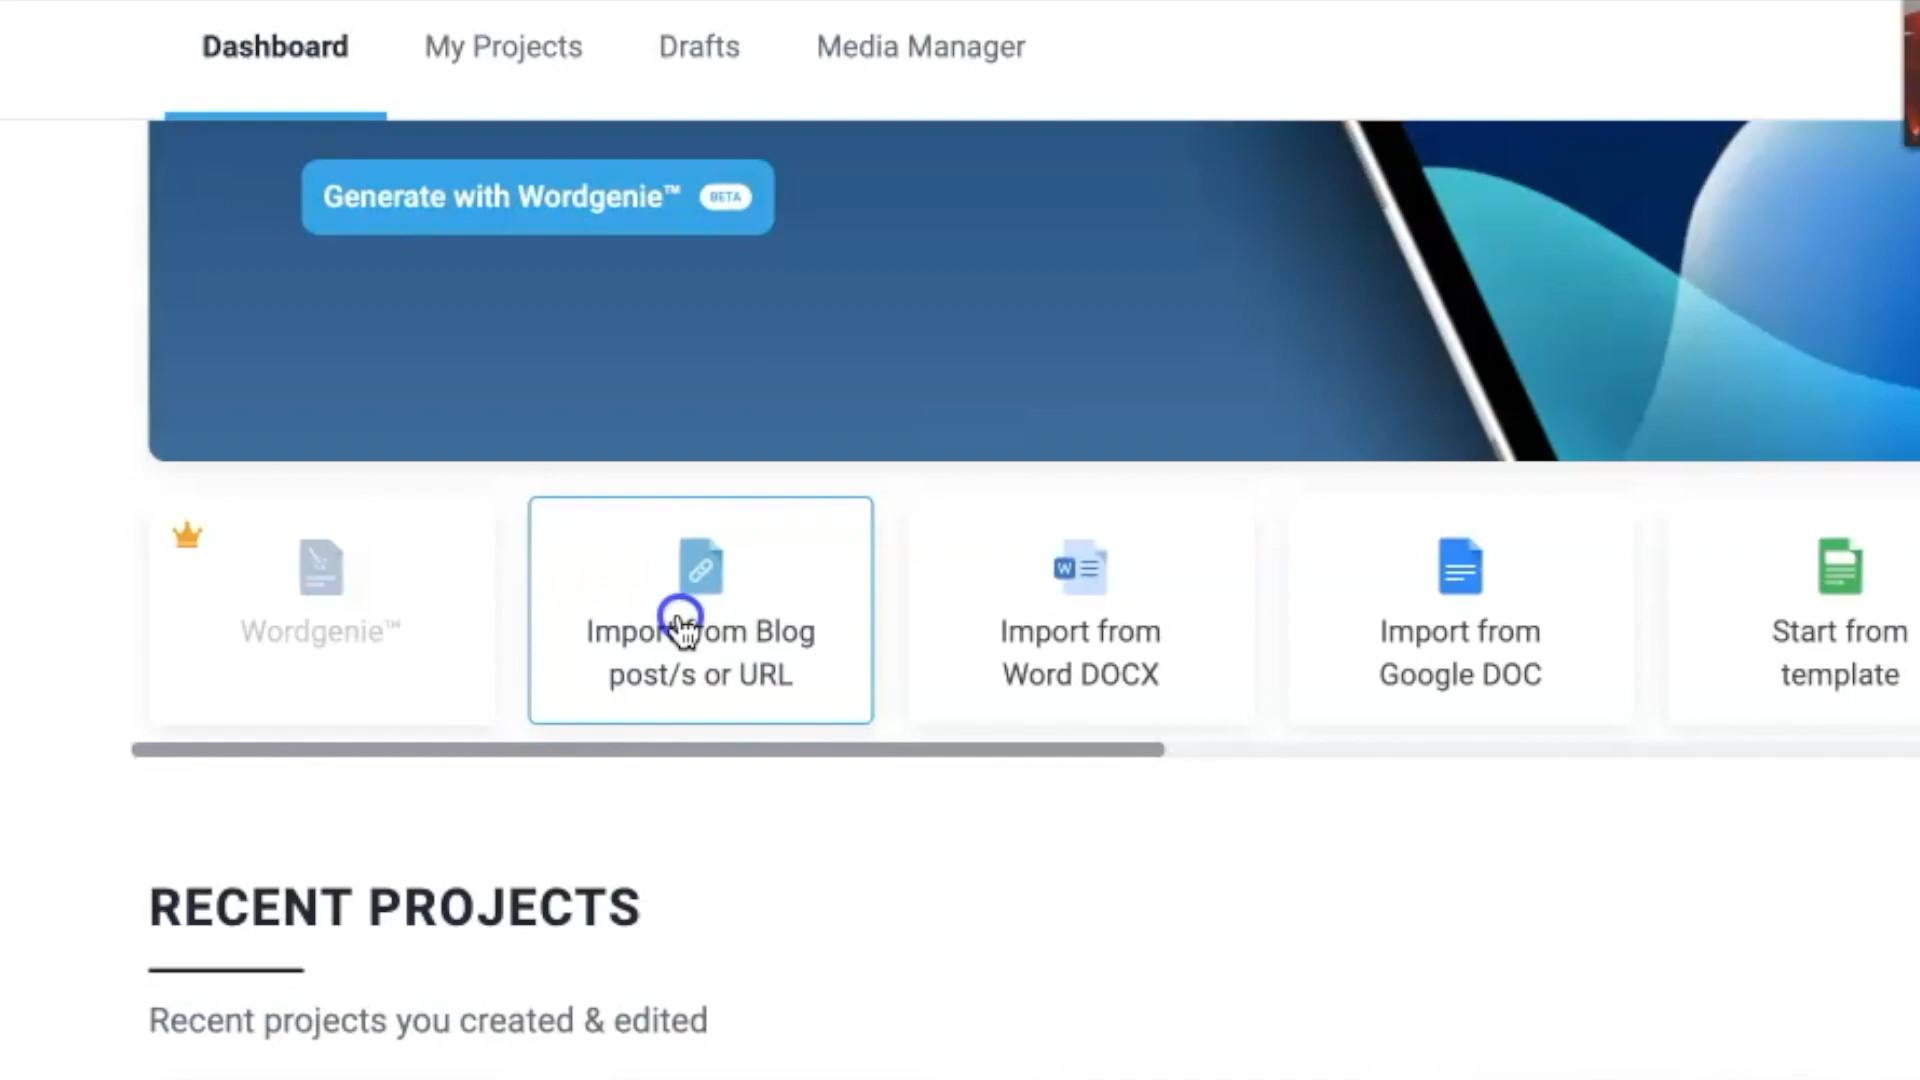 Dashboard My Projects Drafts Media Manager
Generate with Wordgenie™ BETA
Wordgenie™
Import from Blog
post/s or URL
W
Import from
Word DOCX
Import from
Google DOC
Start from
template
RECENT PROJECTS
Recent projects you created & edited